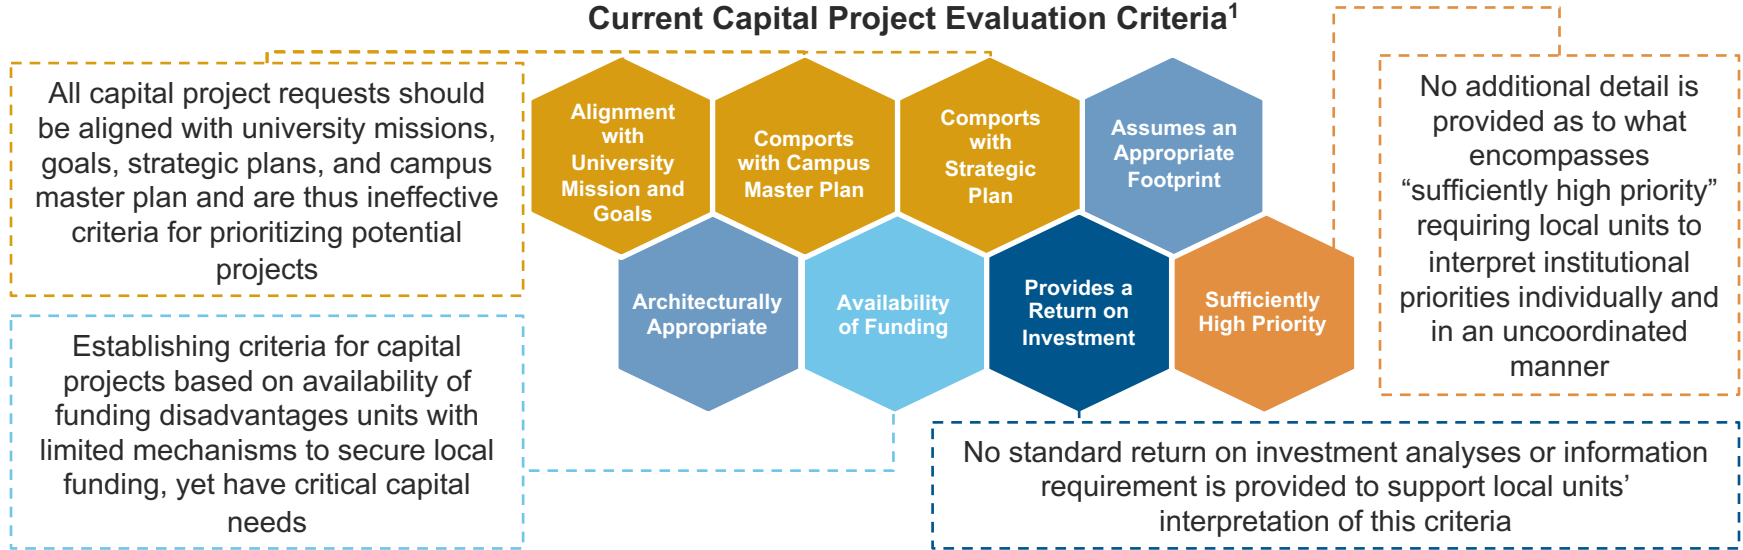 Current Capital Project Evaluation Criteria¹
All capital project requests should
be aligned with university missions,
goals, strategic plans, and campus
master plan and are thus ineffective
criteria for prioritizing potential
projects
Alignment
with
University
Mission and
Goals
Comports
with Campus
Master Plan
Comports
with
Strategic
Plan
Assumes an
Appropriate
Footprint
No additional detail is
provided as to what
encompasses
“sufficiently high priority”
requiring local units to
interpret institutional
priorities individually and
in an uncoordinated
manner
Architecturally
Appropriate
Availability
of Funding
Provides a
Return on
Investment
Sufficiently
High Priority
Establishing criteria for capital
projects based on availability of
funding disadvantages units with
limited mechanisms to secure local
funding, yet have critical capital
needs
No standard return on investment analyses or information
requirement is provided to support local units’
interpretation of this criteria